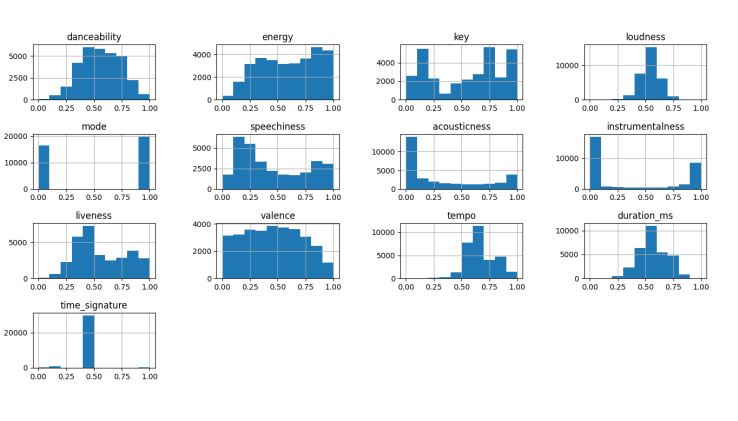 danceability energy key loudness
5000 2500 0
4000 2000 0
4000 2000 0
10000 0
0.00 0.25 0.50 0.75 1.00 0.00 0.25 0.50 0.75 1.00 0.00 0.25 0.50 0.75 1.00 0.00 0.25 0.50 0.75 1.00
mode speechiness acousticness instrumentalness
20000 10000 0
5000 2500 0
10000 5000 0
10000 0
0.00 0.25 0.50 0.75 1.00 0.00 0.25 0.50 0.75 1.00 0.00 0.25 0.50 0.75 1.00 0.00 0.25 0.50 0.75 1.00
liveness valence tempo duration_ms
5000 0
4000 2000 0
10000 5000 0
10000 5000 0
0.00 0.25 0.50 0.75 1.00 0.00 0.25 0.50 0.75 1.00 0.00 0.25 0.50 0.75 1.00 0.00 0.25 0.50 0.75 1.00
time_signature
20000 0
0.00 0.25 0.50 0.75 1.00